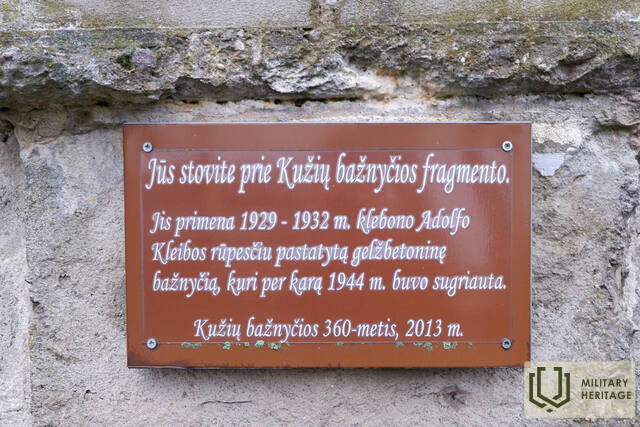 Jūs stovite prie Kužių bažnyčios fragmento.
Jis primena 1929 - 1932 m. klebono Adolfo
Kleibos rūpesčiu pastatytą gelžbetoninę
bažnyčią, kuri per karą 1944 m. buvo sugriauta.
Kužių bažnyčios 360-metis, 2013 m.
MILITARY
HERITAGE